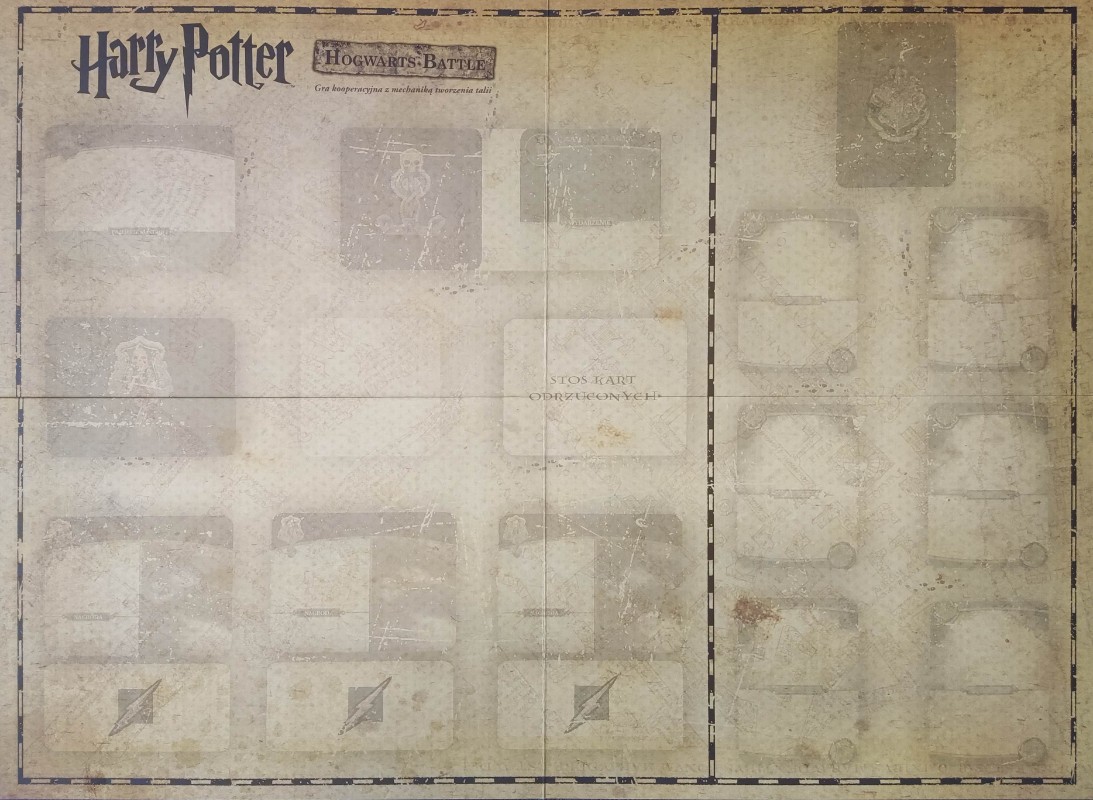 Harry Potter
HOGWARTS BATTLE
Gra kooperacyjna z mechaniką tworzenia talii
STOS KART
ODRZUCONYCH